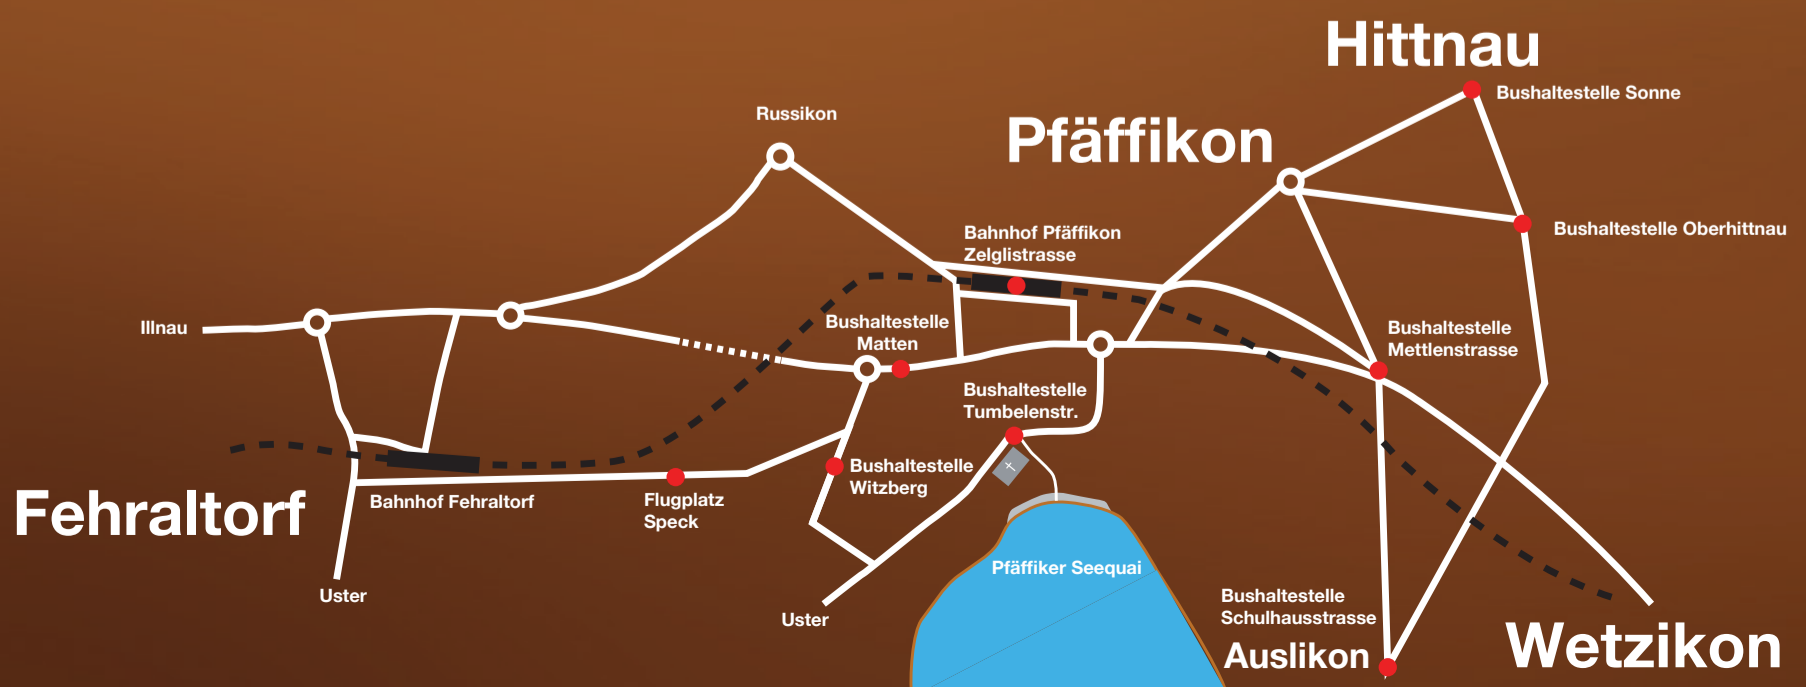 Hittnau
Bushaltestelle Sonne
Russikon
Pfäffikon
Bushaltestelle Oberhittnau
Bahnhof Pfäffikon
Zelglistrasse
Illnau
Bushaltestelle
Matten
Bushaltestelle
Mettlenstrasse
Bushaltestelle
Tumbelenstr.
Bushaltestelle
Witzberg
Fehraltorf
Bahnhof Fehraltorf
Flugplatz
Speck
Pfäffiker Seequai
Uster
Uster
Bushaltestelle
Schulhausstrasse
Auslikon
Wetzikon